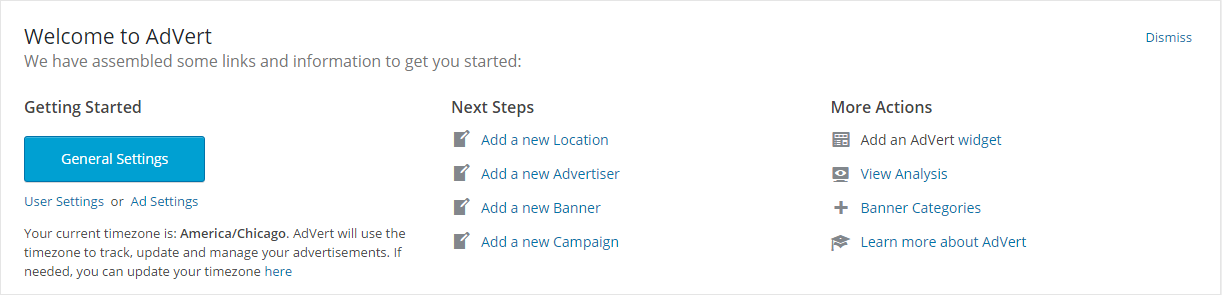 Welcome to AdVert
Dismiss
We have assembled some links and information to get you started:
Getting Started
General Settings
User Settings or Ad Settings
Your current timezone is: America/Chicago. AdVert will use the
timezone to track, update and manage your advertisements. If
needed, you can update your timezone here
Next Steps
Add a new Location
Add a new Advertiser
Add a new Banner
Add a new Campaign
More Actions
Add an AdVert widget
View Analysis
Banner Categories
Learn more about AdVert